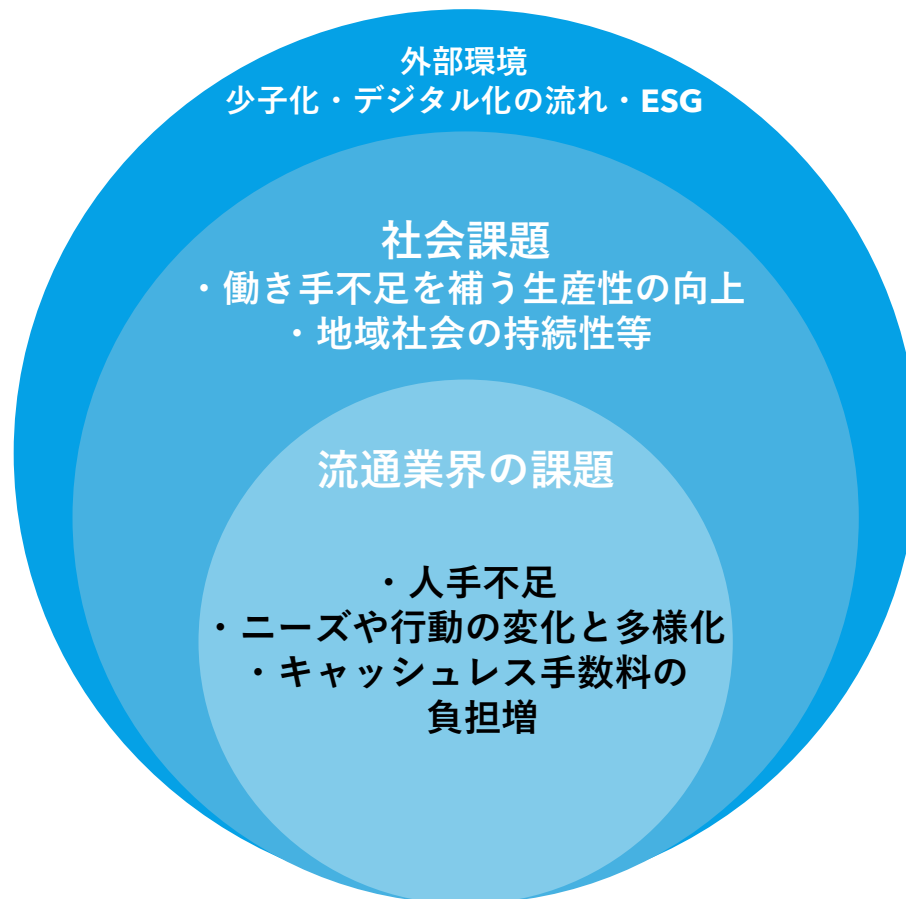 外部環境
少子化・デジタル化の流れ・ESG
社会課題
・働き手不足を補う生産性の向上
・地域社会の持続性等
流通業界の課題
・人手不足
・ニーズや行動の変化と多様化
・キャッシュレス手数料の
負担増